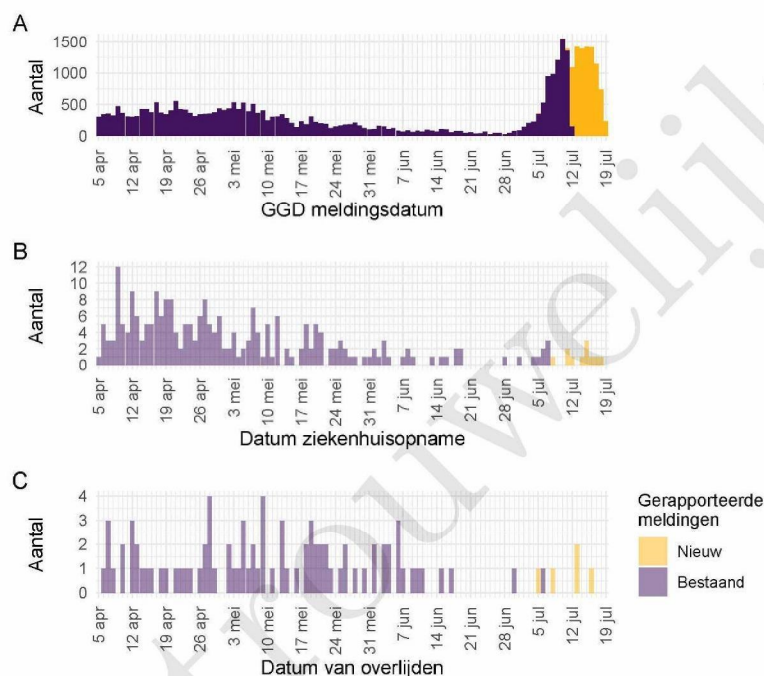 A
Aantal
1500
1000
500
0
5 apr
12 apr
19 apr
26 apr
3 mei
10 mei
17 mei
24 mei
31 mei
7 jun
14 jun
21 jun
28 jun
5 jul
12 jul
19 jul
GGD meldingsdatum
B
Aantal
12
10
8
6
4
2
0
5 apr
12 apr
19 apr
26 apr
3 mei
10 mei
17 mei
24 mei
31 mei
7 jun
14 jun
21 jun
28 jun
5 jul
12 jul
19 jul
Datum ziekenhuisopname
C
Aantal
4
3
2
1
0
5 apr
12 apr
19 apr
26 apr
3 mei
10 mei
17 mei
24 mei
31 mei
7 jun
14 jun
21 jun
28 jun
5 jul
12 jul
19 jul
Datum van overlijden
Gerapporteerde
meldingen
Nieuw
Bestaand
trouwelijk